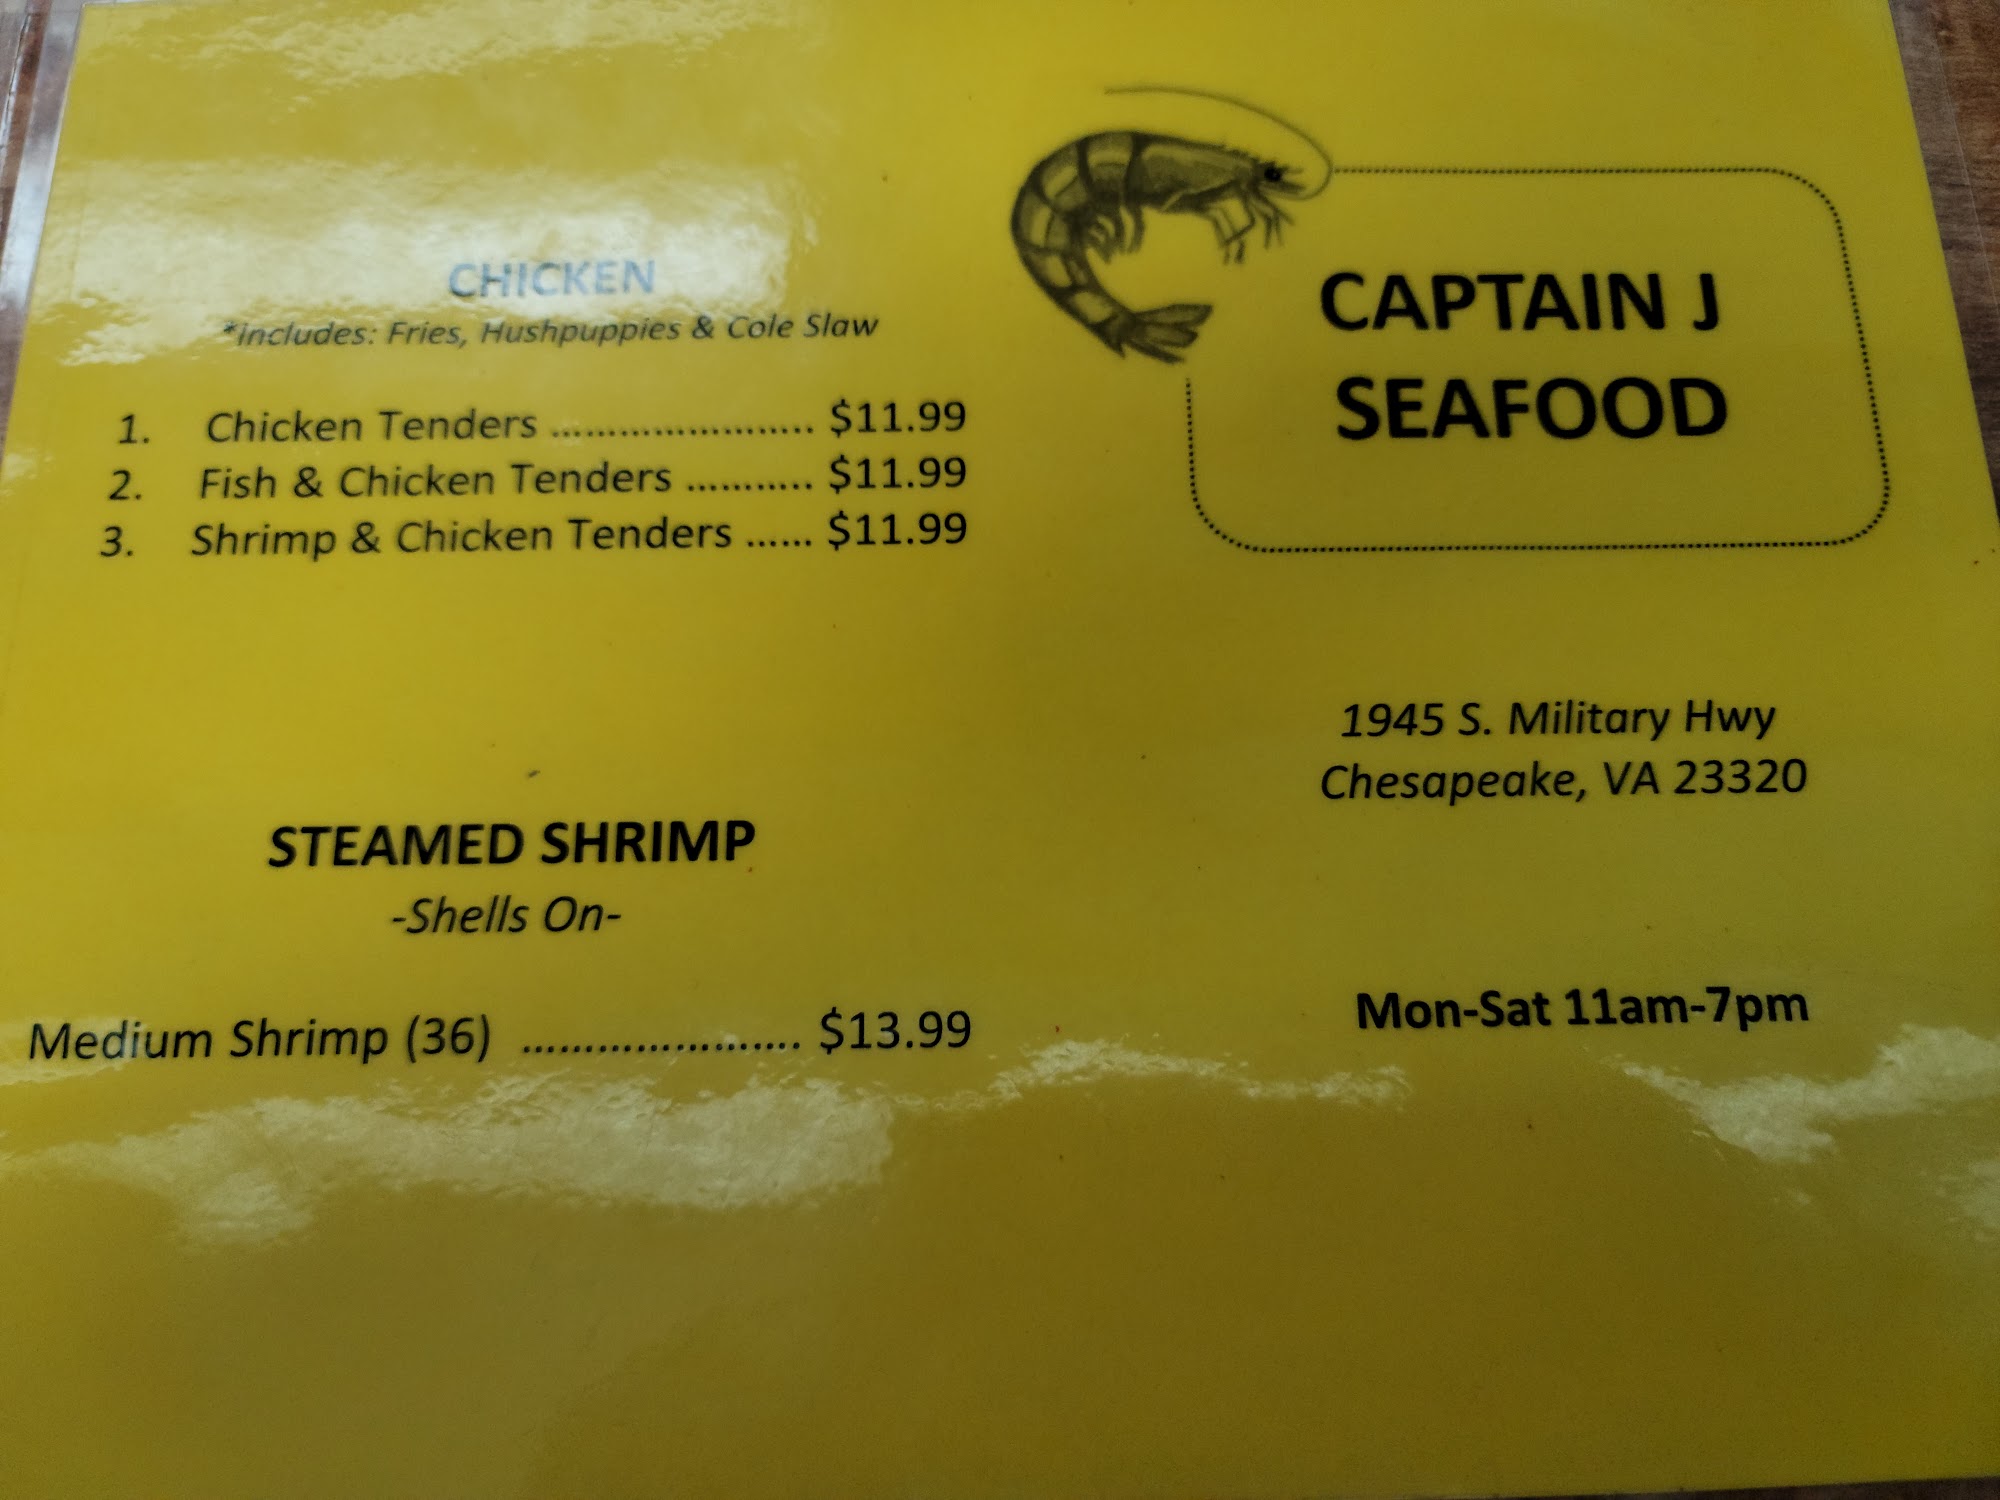 CHICKEN
*includes: Fries, Hushpuppies & Cole Slaw
1. Chicken Tenders ........................ $11.99
2. Fish & Chicken Tenders ........... $11.99
3. Shrimp & Chicken Tenders ...... $11.99
STEAMED SHRIMP
-Shells On-
Medium Shrimp (36) ....................... $13.99
CAPTAIN J
SEAFOOD
1945 S. Military Hwy
Chesapeake, VA 23320
Mon-Sat 11am-7pm